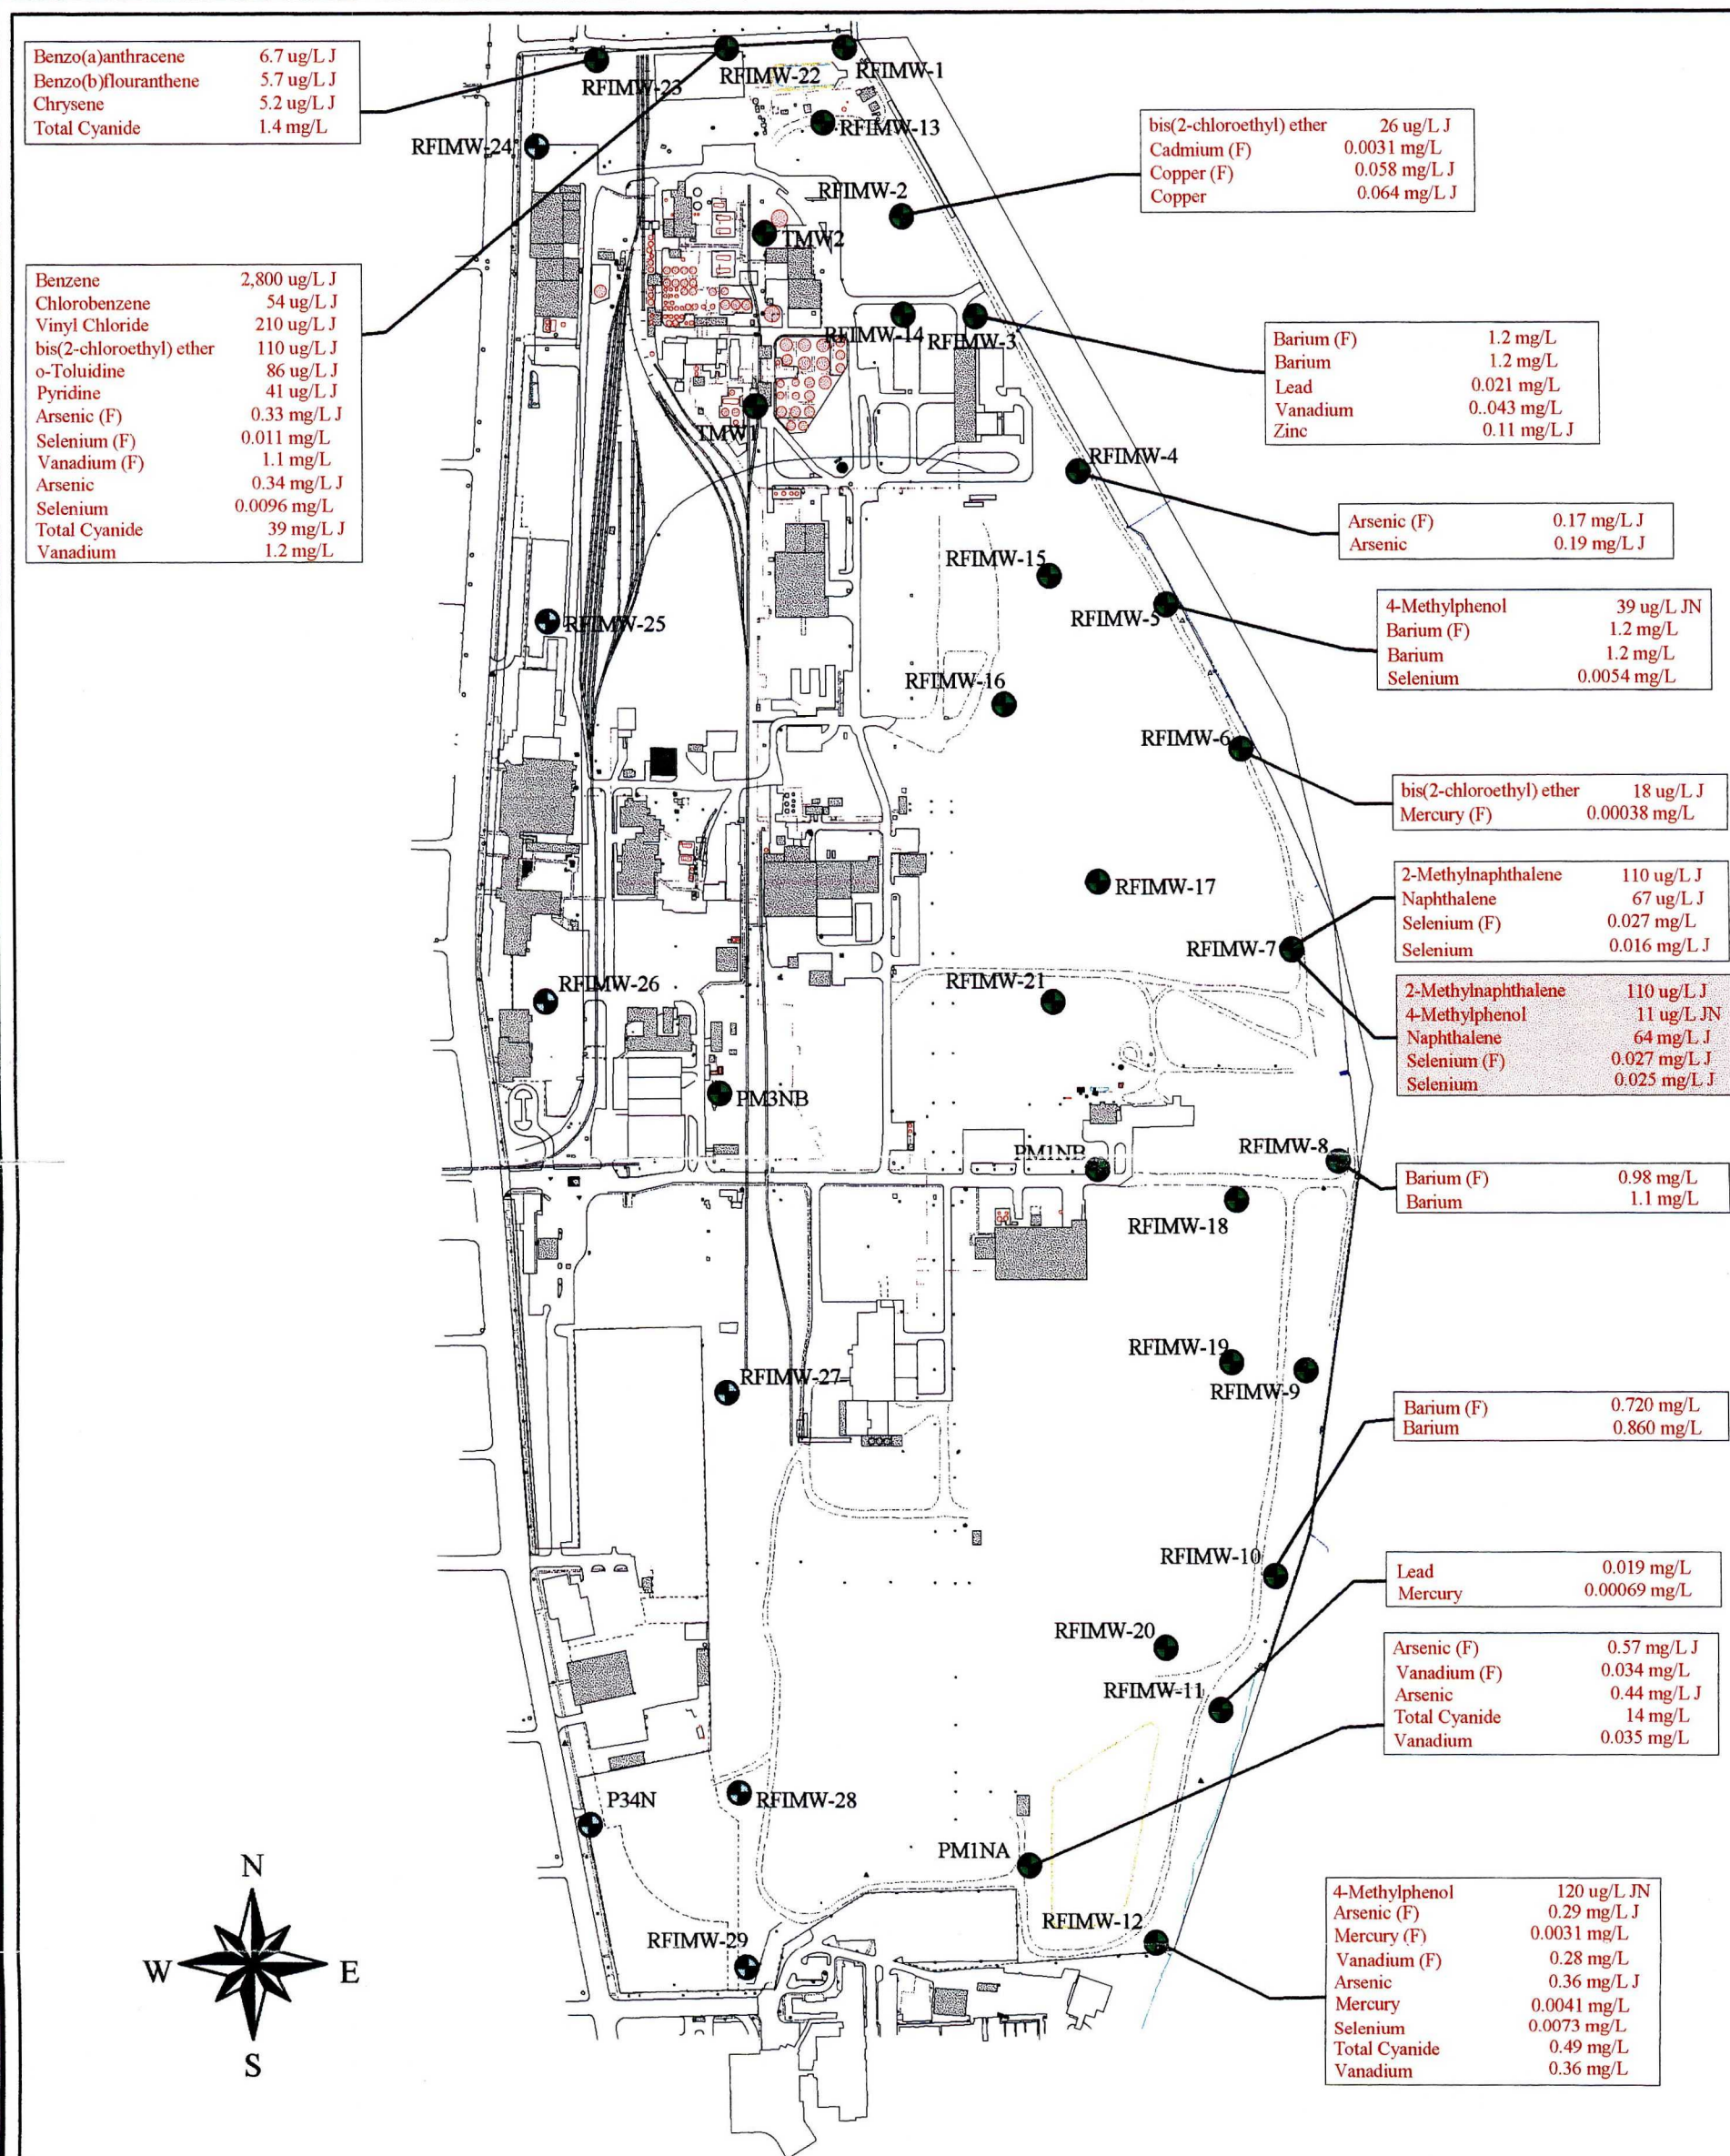 Benzo(a)anthracene 6.7 ug/L J
Benzo(b)flouranthene 5.7 ug/L J
Chrysene 5.2 ug/L J
Total Cyanide 1.4 mg/L
RFIMW-23
RFIMW-22
RFIMW-1
RFIMW-13
RFIMW-24
RFIMW-2
TMW2
bis(2-chloroethyl) ether 26 ug/L J
Cadmium (F) 0.0031 mg/L
Copper (F) 0.058 mg/L J
Copper 0.064 mg/L J
Benzene 2,800 ug/L J
Chlorobenzene 54 ug/L J
Vinyl Chloride 210 ug/L J
bis(2-chloroethyl) ether 110 ug/L J
o-Toluidine 86 ug/L J
Pyridine 41 ug/L J
Arsenic (F) 0.33 mg/L J
Selenium (F) 0.011 mg/L
Vanadium (F) 1.1 mg/L
Arsenic 0.34 mg/L J
Selenium 0.0096 mg/L
Total Cyanide 39 mg/L J
Vanadium 1.2 mg/L
RFIMW-14
RFIMW-3
Barium (F) 1.2 mg/L
Barium 1.2 mg/L
Lead 0.021 mg/L
Vanadium 0..043 mg/L
Zinc 0.11 mg/L J
TMW1
RFIMW-4
Arsenic (F) 0.17 mg/L J
Arsenic 0.19 mg/L J
RFIMW-15
RFIMW-5
RFIMW-25
4-Methylphenol 39 ug/L JN
Barium (F) 1.2 mg/L
Barium 1.2 mg/L
Selenium 0.0054 mg/L
RFIMW-16
RFIMW-6
bis(2-chloroethyl) ether 18 ug/L J
Mercury (F) 0.00038 mg/L
RFIMW-17
2-Methylnaphthalene 110 ug/L J
Naphthalene 67 ug/L J
Selenium (F) 0.027 mg/L
Selenium 0.016 mg/L J
RFIMW-7
RFIMW-26
RFIMW-21
2-Methylnaphthalene 110 ug/L J
4-Methylphenol 11 ug/L JN
Naphthalene 64 mg/L J
Selenium (F) 0.027 mg/L J
Selenium 0.025 mg/L J
PM3NB
PM1NB
RFIMW-8
Barium (F) 0.98 mg/L
Barium 1.1 mg/L
RFIMW-18
RFIMW-19
RFIMW-9
RFIMW-27
Barium (F) 0.720 mg/L
Barium 0.860 mg/L
RFIMW-10
Lead 0.019 mg/L
Mercury 0.00069 mg/L
RFIMW-20
RFIMW-11
Arsenic (F) 0.57 mg/L J
Vanadium (F) 0.034 mg/L
Arsenic 0.44 mg/L J
Total Cyanide 14 mg/L
Vanadium 0.035 mg/L
P34N
RFIMW-28
PM1NA
RFIMW-12
RFIMW-29
4-Methylphenol 120 ug/L JN
Arsenic (F) 0.29 mg/L J
Mercury (F) 0.0031 mg/L
Vanadium (F) 0.28 mg/L
Arsenic 0.36 mg/L J
Mercury 0.0041 mg/L
Selenium 0.0073 mg/L
Total Cyanide 0.49 mg/L
Vanadium 0.36 mg/L
N
W E
S